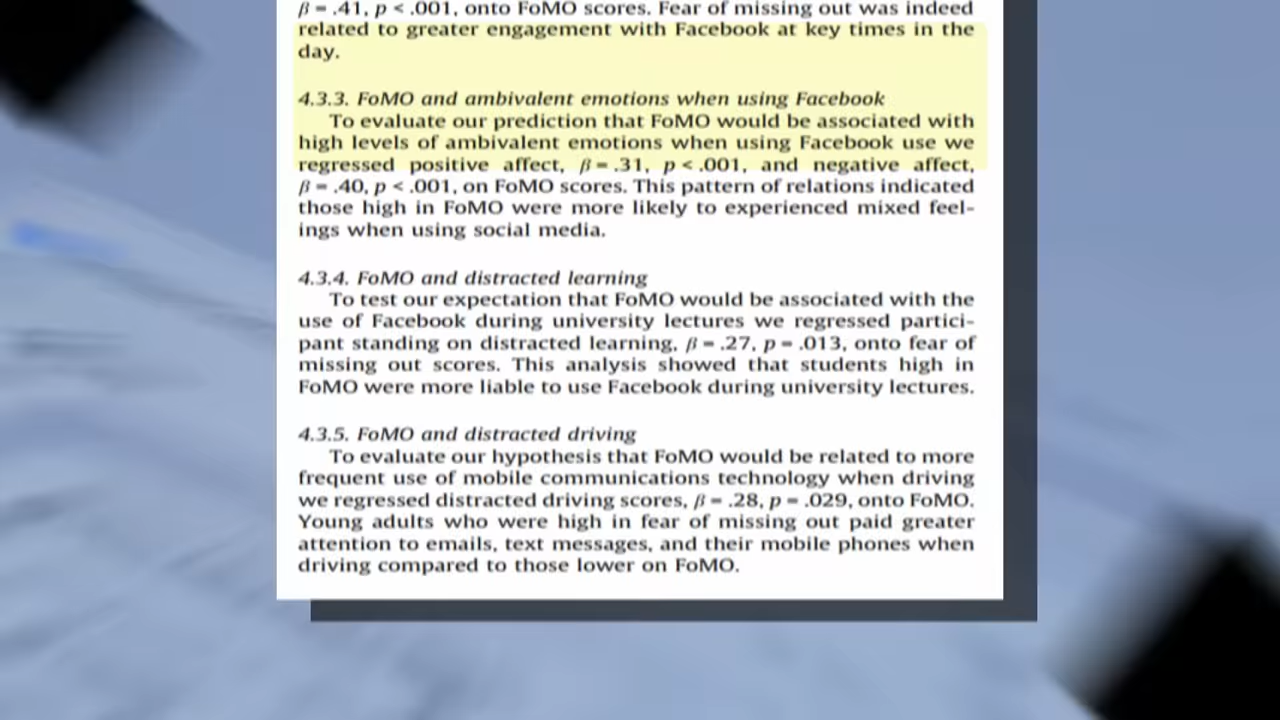 β = .41, p < .001, onto FoMO scores. Fear of missing out was indeed
related to greater engagement with Facebook at key times in the
day.
4.3.3. FoMO and ambivalent emotions when using Facebook
To evaluate our prediction that FoMO would be associated with
high levels of ambivalent emotions when using Facebook use we
regressed positive affect, β = .31, p < .001, and negative affect,
β = .40, p < .001, on FoMO scores. This pattern of relations indicated
those high in FoMO were more likely to experienced mixed feel-
ings when using social media.
4.3.4. FoMO and distracted learning
To test our expectation that FoMO would be associated with the
use of Facebook during university lectures we regressed partici-
pant standing on distracted learning, β = .27, p = .013, onto fear of
missing out scores. This analysis showed that students high in
FoMO were more liable to use Facebook during university lectures.
4.3.5. FoMO and distracted driving
To evaluate our hypothesis that FoMO would be related to more
frequent use of mobile communications technology when driving
we regressed distracted driving scores, β = .28, p = .029, onto FoMO.
Young adults who were high in fear of missing out paid greater
attention to emails, text messages, and their mobile phones when
driving compared to those lower on FoMO.